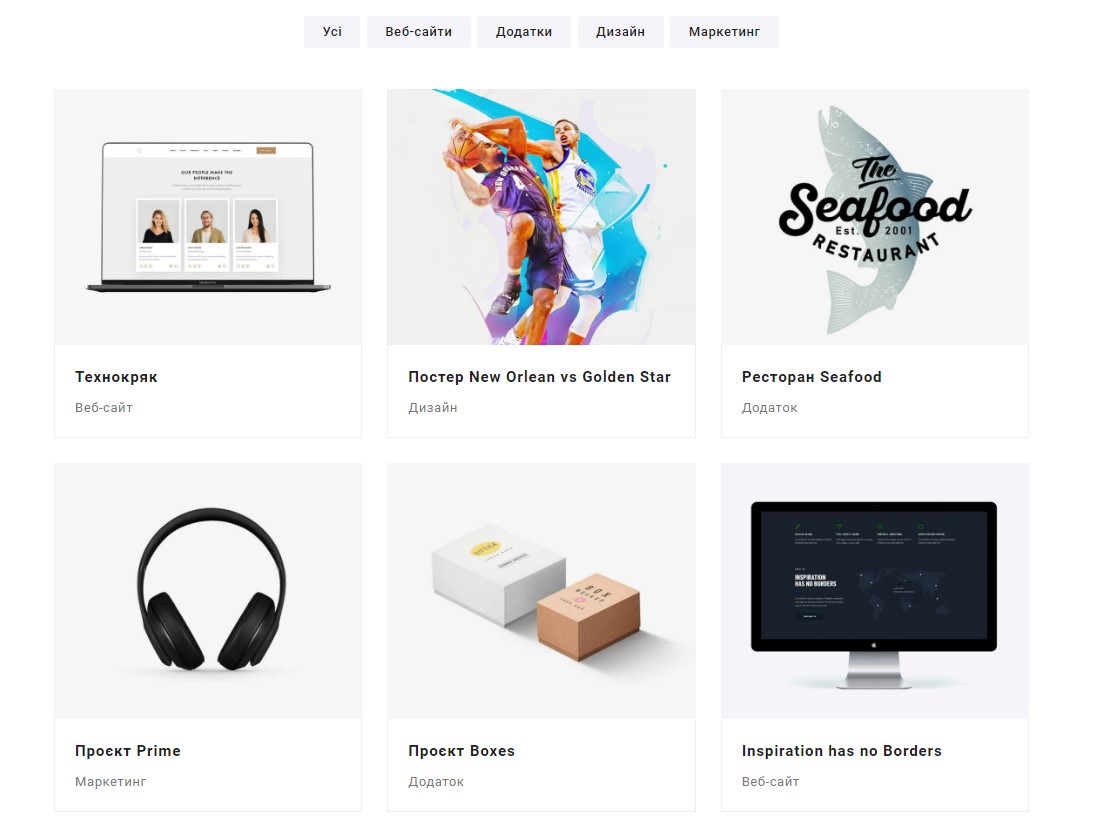 Усі
Веб-сайти
Додатки
Дизайн
Маркетинг
OUR PEOPLE MAKE THE
DIFFERENCE
NEW ORLEANS
The
Seafood
Est. 2001
RESTAURANT
Технокряк
Веб-сайт
Постер New Orlean vs Golden Star
Дизайн
Ресторан Seafood
Додаток
BOX
MOCKUP
INSPIRATION
HAS NO BORDERS
Проєкт Prime
Маркетинг
Проєкт Boxes
Додаток
Inspiration has no Borders
Веб-сайт